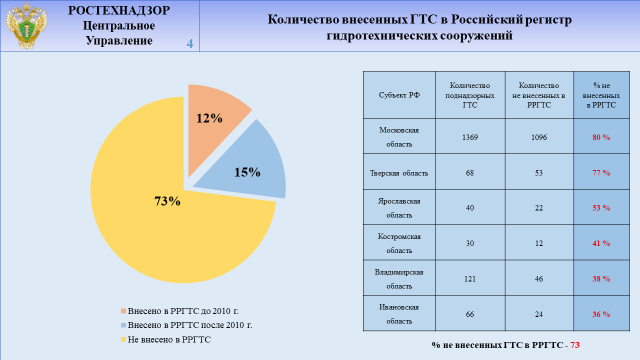 РОСТЕХНАДЗОР
Центральное
Управление
4
Количество внесенных ГТС в Российский регистр
гидротехнических сооружений
12%
15%
73%
Внесено в РРГТС до 2010 г.
Внесено в РРГТС после 2010 г.
Не внесено в РРГТС
Субъект РФ
Количество
поднадзорных
ГТС
Количество
не внесенных в
РРГТС
% не
внесенных
в РРГТС
Московская
область
1369
1096
80 %
Тверская область
68
53
77 %
Ярославская
область
40
22
53 %
Костромская
область
30
12
41 %
Владимирская
область
121
46
38 %
Ивановская
область
66
24
36 %
% не внесенных ГТС в РРГТС - 73